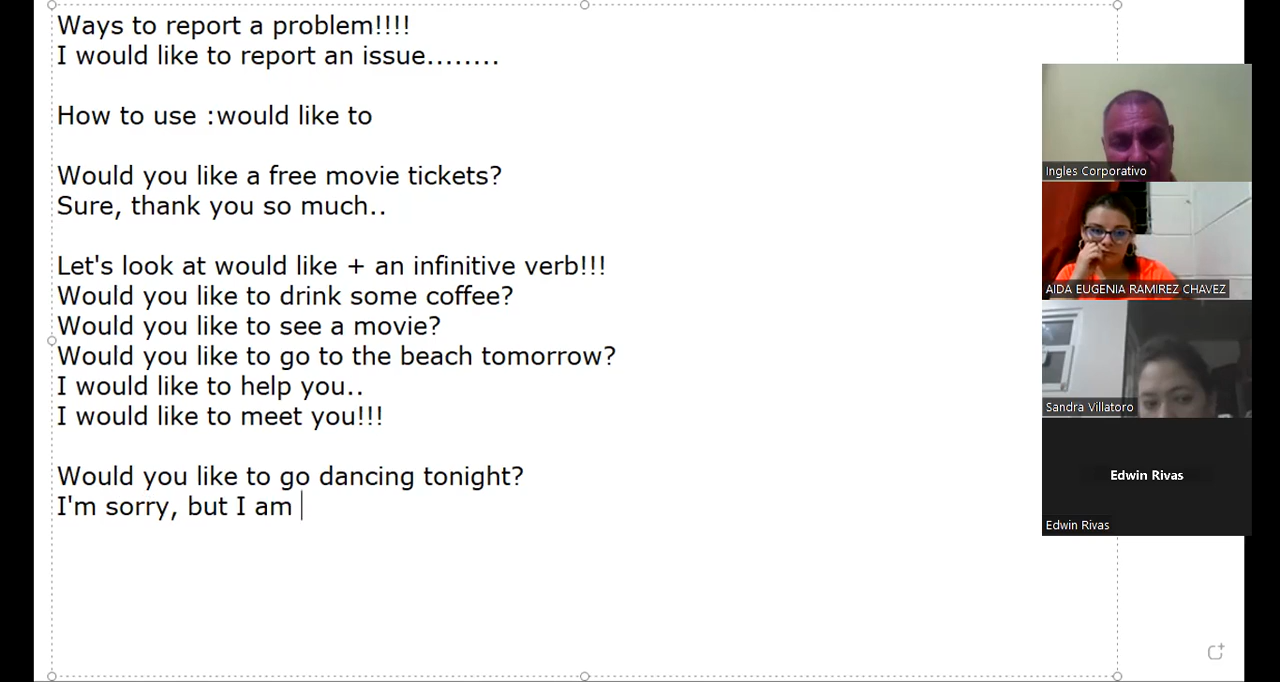 Ways to report a problem!!!!
I would like to report an issue........
How to use :would like to
Would you like a free movie tickets?
Sure, thank you so much..
Let's look at would like + an infinitive verb!!!
Would you like to drink some coffee?
Would you like to see a movie?
Would you like to go to the beach tomorrow?
I would like to help you..
I would like to meet you!!!
Would you like to go dancing tonight?
I'm sorry, but I am
Ingles Corporativo
AÍDA EUGENIA RAMIREZ CHAVEZ
Sandra Villatoro
Edwin Rivas
Edwin Rivas